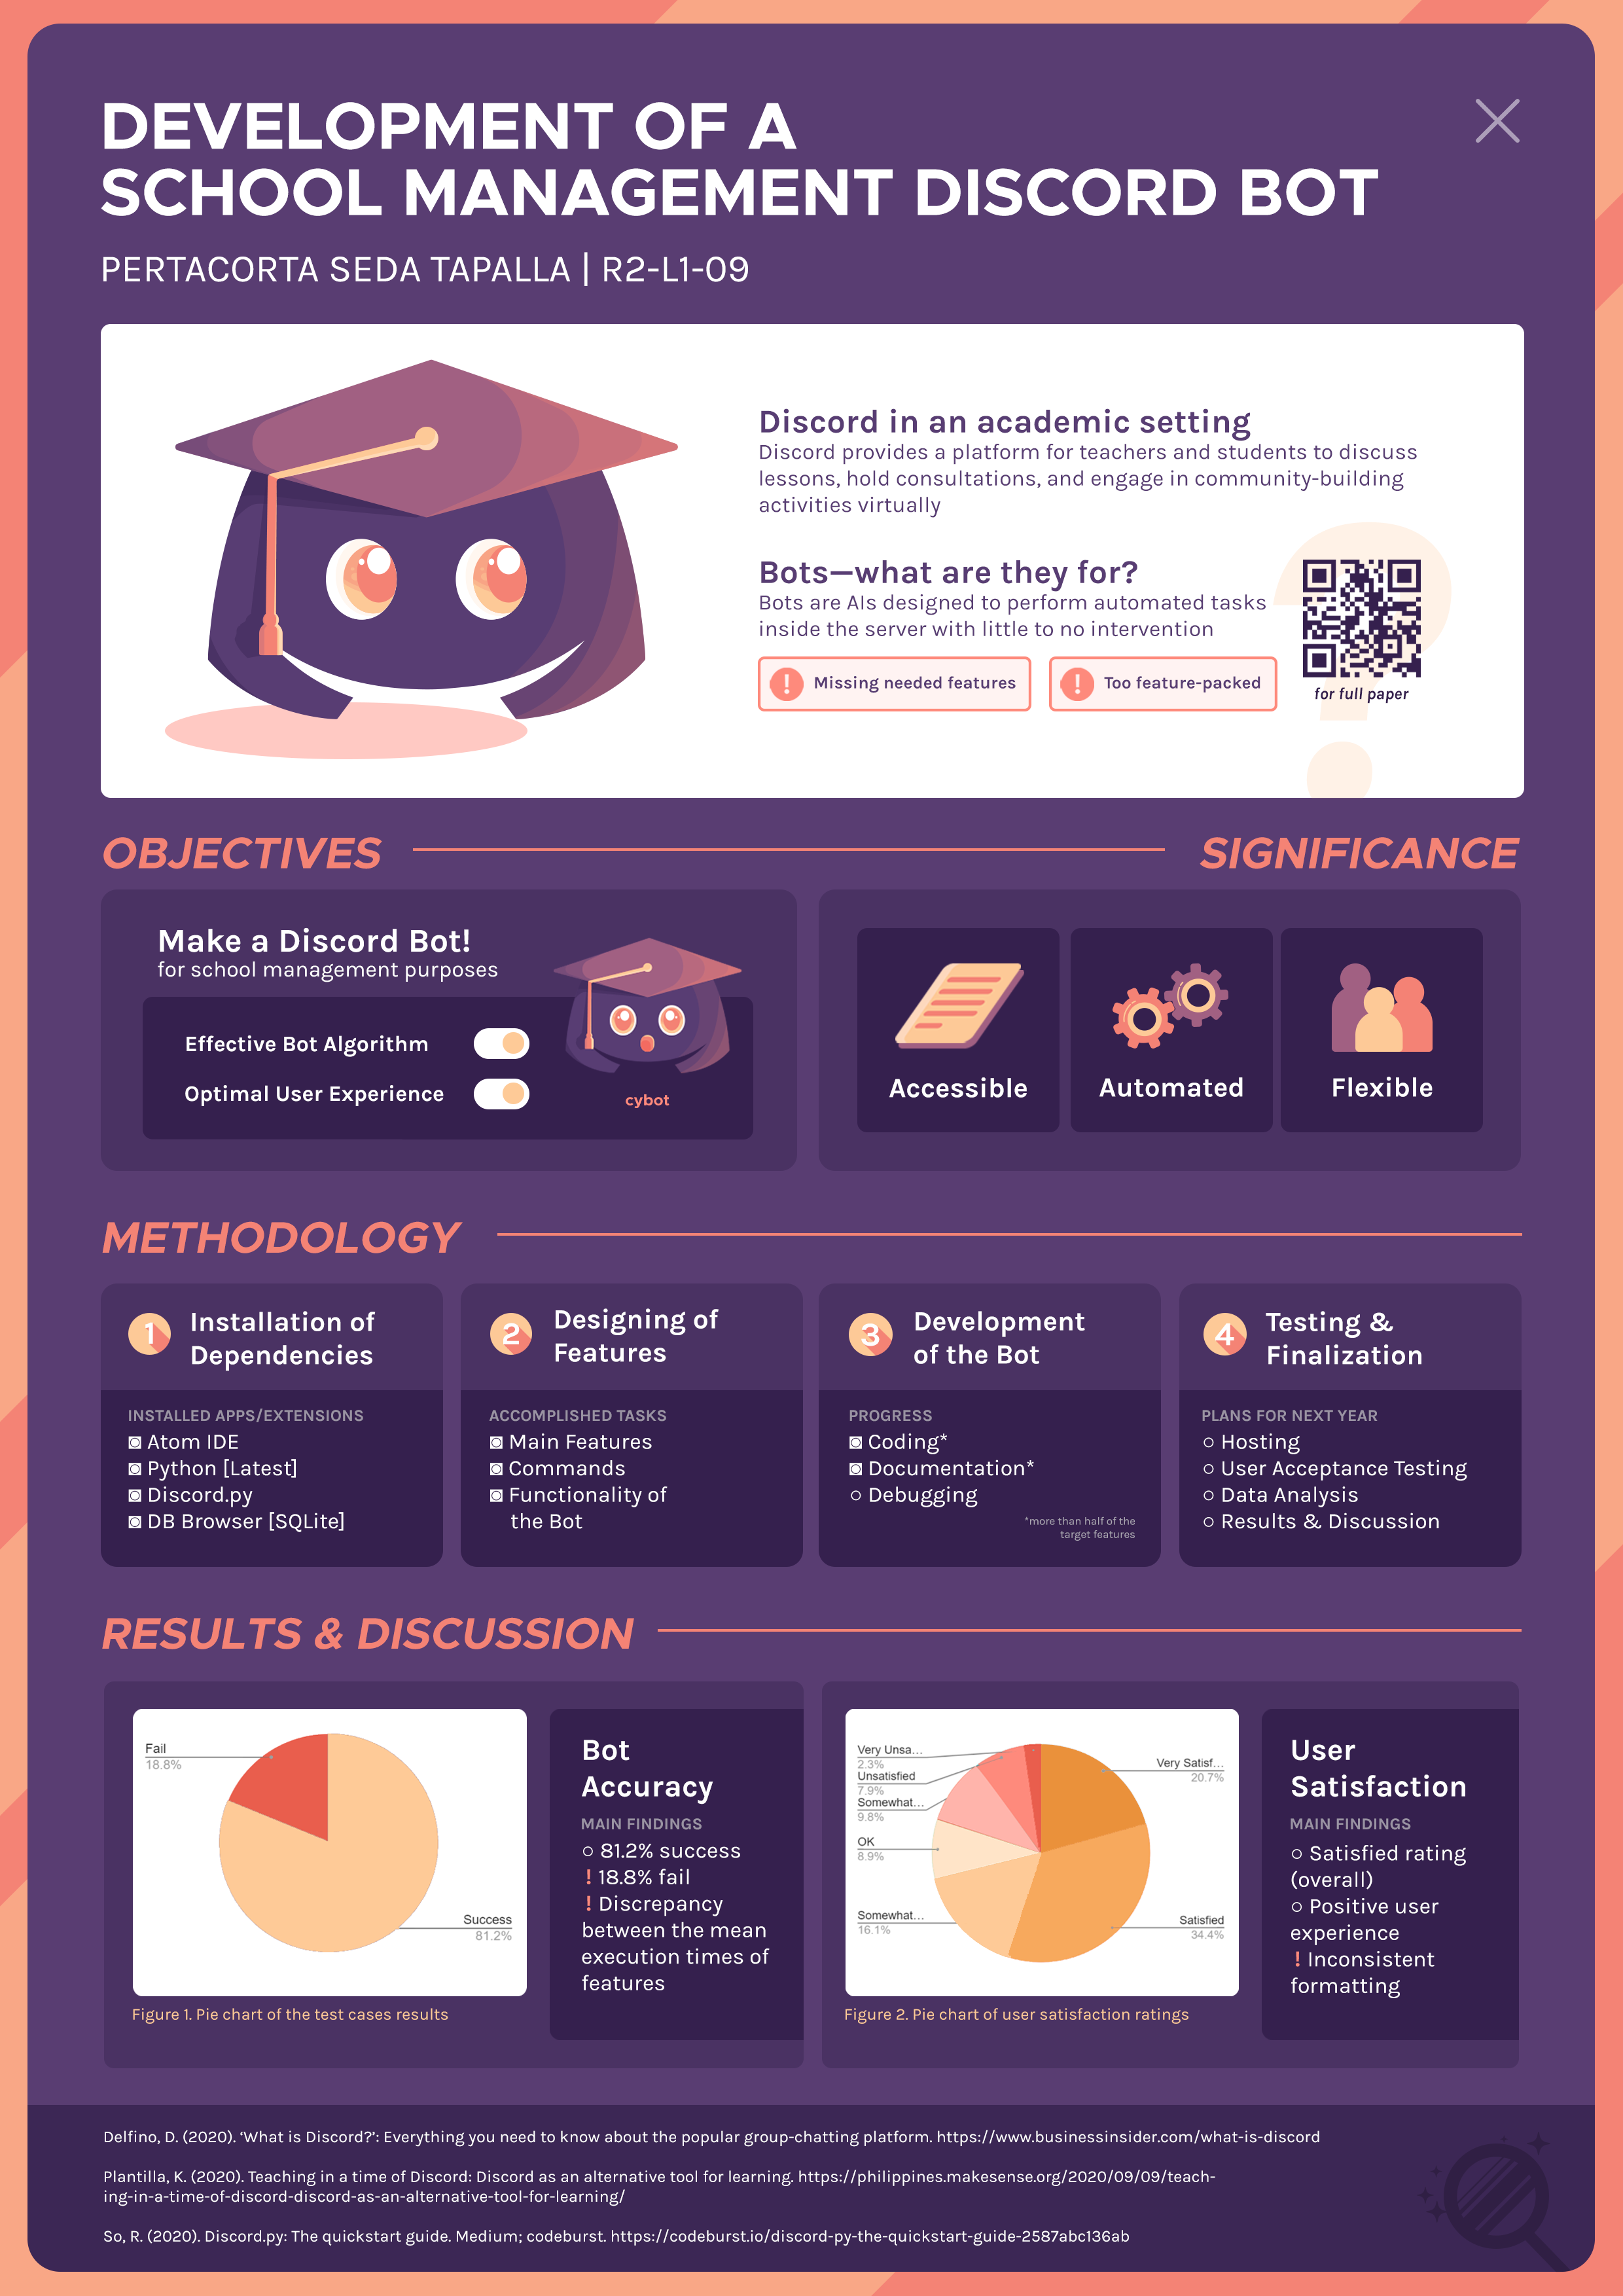 DEVELOPMENT OF A
SCHOOL MANAGEMENT DISCORD BOT
PERTACORTA SEDA TAPALLA | R2-L1-09
Discord in an academic setting
Discord provides a platform for teachers and students to discuss
lessons, hold consultations, and engage in community-building
activities virtually
Bots—what are they for?
Bots are AIs designed to perform automated tasks
inside the server with little to no intervention
! Missing needed features
! Too feature-packed
?
for full paper
OBJECTIVES
SIGNIFICANCE
Make a Discord Bot!
for school management purposes
Effective Bot Algorithm
Optimal User Experience
cybot
Accessible
Automated
Flexible
METHODOLOGY
1 Installation of
Dependencies
INSTALLED APPS/EXTENSIONS
◙ Atom IDE
◙ Python [Latest]
◙ Discord.py
◙ DB Browser [SQLite]
2 Designing of
Features
ACCOMPLISHED TASKS
◙ Main Features
◙ Commands
◙ Functionality of
the Bot
3 Development
of the Bot
PROGRESS
◙ Coding*
◙ Documentation*
○ Debugging
*more than half of the
target features
4 Testing &
Finalization
PLANS FOR NEXT YEAR
○ Hosting
○ User Acceptance Testing
○ Data Analysis
○ Results & Discussion
RESULTS & DISCUSSION
Fail
18.8%
Success
81.2%
Figure 1. Pie chart of the test cases results
Bot
Accuracy
MAIN FINDINGS
○ 81.2% success
! 18.8% fail
! Discrepancy
between the mean
execution times of
features
Very Unsa...
2.3%
Unsatisfied
7.9%
Somewhat...
9.8%
OK
8.9%
Somewhat...
16.1%
Very Satisf...
20.7%
Satisfied
34.4%
Figure 2. Pie chart of user satisfaction ratings
User
Satisfaction
MAIN FINDINGS
○ Satisfied rating
(overall)
○ Positive user
experience
! Inconsistent
formatting
Delfino, D. (2020). ‘What is Discord?’: Everything you need to know about the popular group-chatting platform. https://www.businessinsider.com/what-is-discord
Plantilla, K. (2020). Teaching in a time of Discord: Discord as an alternative tool for learning. https://philippines.makesense.org/2020/09/09/teach-
ing-in-a-time-of-discord-discord-as-an-alternative-tool-for-learning/
So, R. (2020). Discord.py: The quickstart guide. Medium; codeburst. https://codeburst.io/discord-py-the-quickstart-guide-2587abc136ab